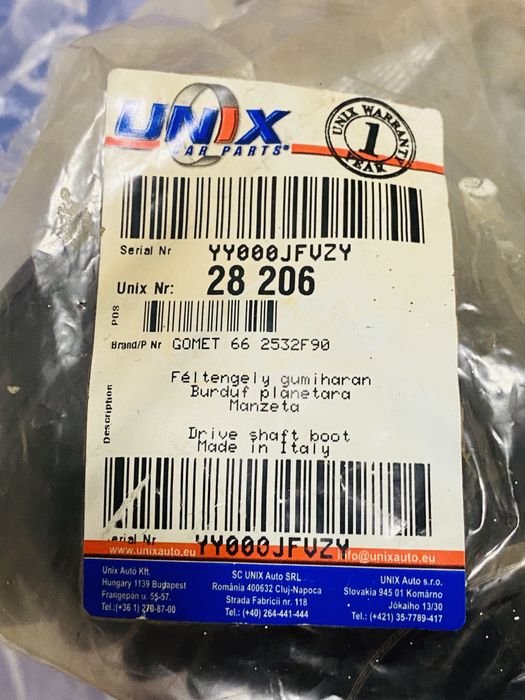 UNIX
CAR PARTS®
UNIX WARRANTY
1
YEAR
Serial Nr YY000JFVZY
Unix Nr: 28 206
POS
Brand/P Nr GOMET 66 2532F90
Description
Féltengely gumiharan
Burduf planetara
Manzeta
Drive shaft boot
Made in Italy
erial Nr YY000JFVZY
www.unixauto.eu info@unixauto.eu
Unix Autó Kft.
Hungary 1139 Budapest
Frangepán u. 55-57.
Tel.:(+36 1) 270-87-00
SC UNIX Auto SRL
Románia 400632 Cluj-Napoca
Strada Fabricii nr. 118
Tel.: (+40) 264-441-444
UNIX Auto s.r.o.
Slovakia 945 01 Komárno
Jókaiho 13/30
Tel.: (+421) 35-7789-417